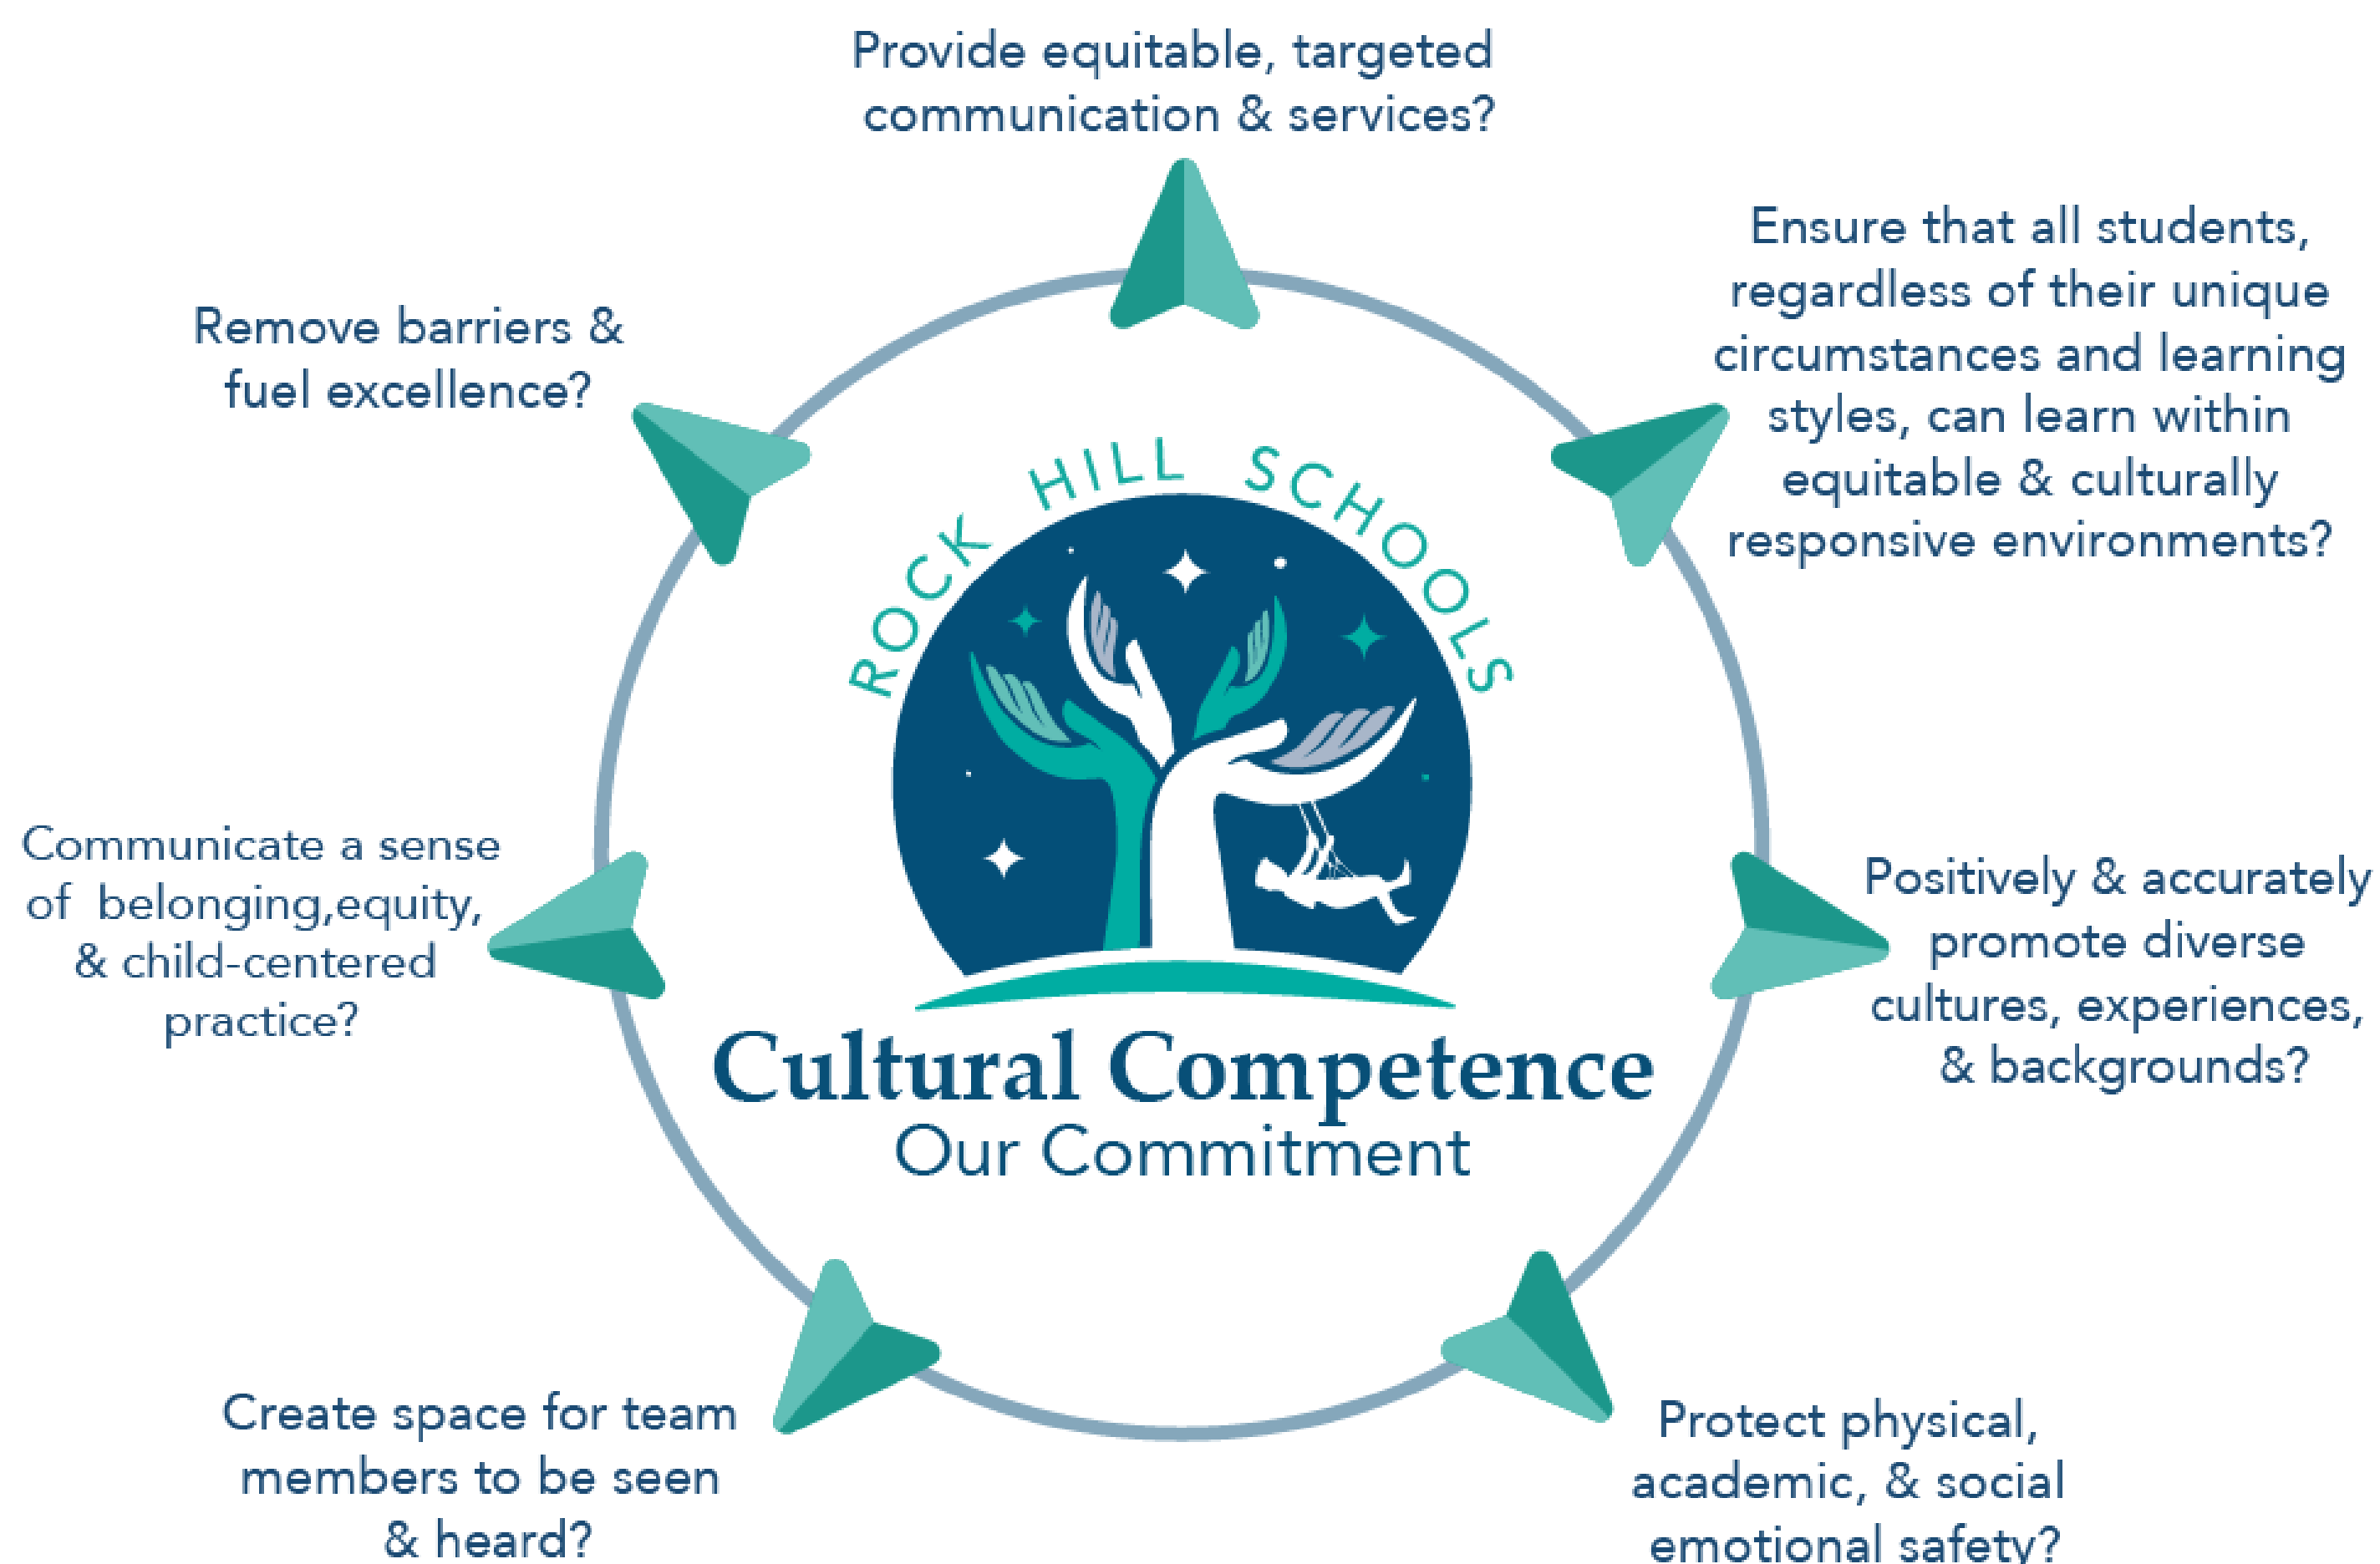 Provide equitable, targeted
communication & services?
Ensure that all students,
regardless of their unique
circumstances and learning
styles, can learn within
equitable & culturally
responsive environments?
Positively & accurately
promote diverse
cultures, experiences,
& backgrounds?
Protect physical,
academic, & social
emotional safety?
Create space for team
members to be seen
& heard?
Communicate a sense
of belonging,equity,
& child-centered
practice?
Remove barriers &
fuel excellence?
ROCK HILL SCHOOLS
Cultural Competence
Our Commitment